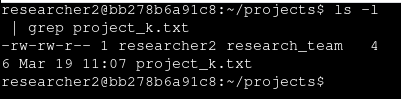 researcher2@bb278b6a91c8:~/projects$ ls -l
 | grep project_k.txt
-rw-rw-r-- 1 researcher2 research_team   4
6 Mar 19 11:07 project_k.txt
researcher2@bb278b6a91c8:~/projects$